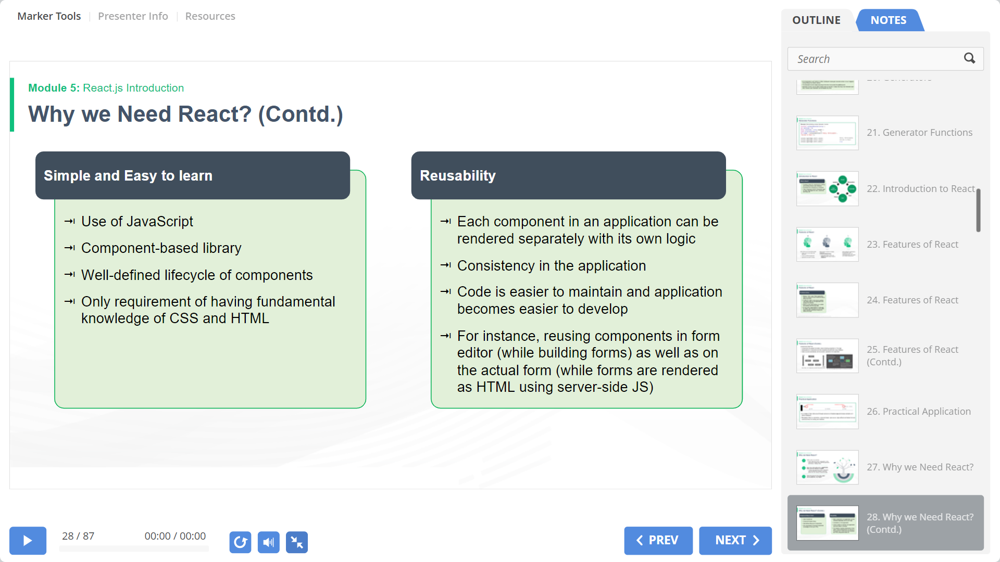 Marker Tools
Presenter Info
Resources
OUTLINE
NOTES
Search
Module 5: React.js Introduction
Why we Need React? (Contd.)
Simple and Easy to learn
Use of JavaScript
Component-based library
Well-defined lifecycle of components
Only requirement of having fundamental
knowledge of CSS and HTML
Reusability
Each component in an application can be
rendered separately with its own logic
Consistency in the application
Code is easier to maintain and application
becomes easier to develop
For instance, reusing components in form
editor (while building forms) as well as on
the actual form (while forms are rendered
as HTML using server-side JS)
21. Generator Functions
22. Introduction to React
23. Features of React
24. Features of React
25. Features of React
(Contd.)
26. Practical Application
27. Why we Need React?
28. Why we Need React?
(Contd.)
28 / 87
00:00 / 00:00
PREV
NEXT